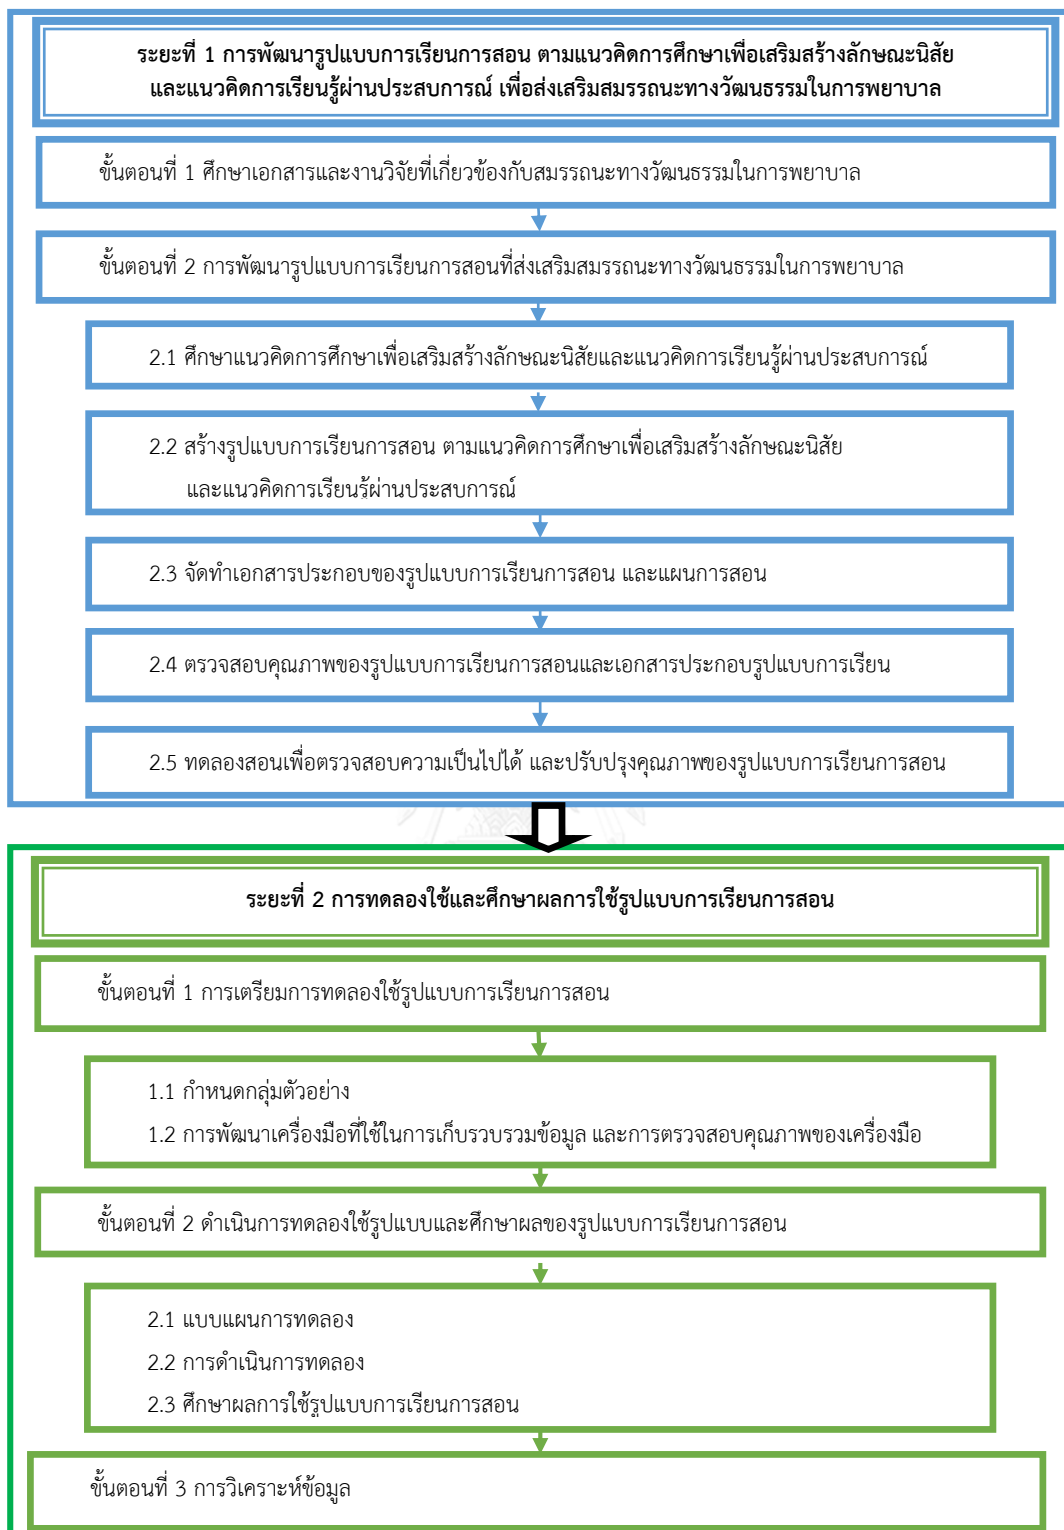 ระยะที่ 1 การพัฒนารูปแบบการเรียนการสอน ตามแนวคิดการศึกษาเพื่อเสริมสร้างลักษณะนิสัย
และแนวคิดการเรียนรู้ผ่านประสบการณ์ เพื่อส่งเสริมสมรรถนะทางวัฒนธรรมในการพยาบาล
ขั้นตอนที่ 1 ศึกษาเอกสารและงานวิจัยที่เกี่ยวข้องกับสมรรถนะทางวัฒนธรรมในการพยาบาล
ขั้นตอนที่ 2 การพัฒนารูปแบบการเรียนการสอนที่ส่งเสริมสมรรถนะทางวัฒนธรรมในการพยาบาล
2.1 ศึกษาแนวคิดการศึกษาเพื่อเสริมสร้างลักษณะนิสัยและแนวคิดการเรียนรู้ผ่านประสบการณ์
2.2 สร้างรูปแบบการเรียนการสอน ตามแนวคิดการศึกษาเพื่อเสริมสร้างลักษณะนิสัย
และแนวคิดการเรียนรู้ผ่านประสบการณ์
2.3 จัดทำเอกสารประกอบของรูปแบบการเรียนการสอน และแผนการสอน
2.4 ตรวจสอบคุณภาพของรูปแบบการเรียนการสอนและเอกสารประกอบรูปแบบการเรียน
2.5 ทดลองสอนเพื่อตรวจสอบความเป็นไปได้ และปรับปรุงคุณภาพของรูปแบบการเรียนการสอน
ระยะที่ 2 การทดลองใช้และศึกษาผลการใช้รูปแบบการเรียนการสอน
ขั้นตอนที่ 1 การเตรียมการทดลองใช้รูปแบบการเรียนการสอน
1.1 กำหนดกลุ่มตัวอย่าง
1.2 การพัฒนาเครื่องมือที่ใช้ในการเก็บรวบรวมข้อมูล และการตรวจสอบคุณภาพของเครื่องมือ
ขั้นตอนที่ 2 ดำเนินการทดลองใช้รูปแบบและศึกษาผลของรูปแบบการเรียนการสอน
2.1 แบบแผนการทดลอง
2.2 การดำเนินการทดลอง
2.3 ศึกษาผลการใช้รูปแบบการเรียนการสอน
ขั้นตอนที่ 3 การวิเคราะห์ข้อมูล